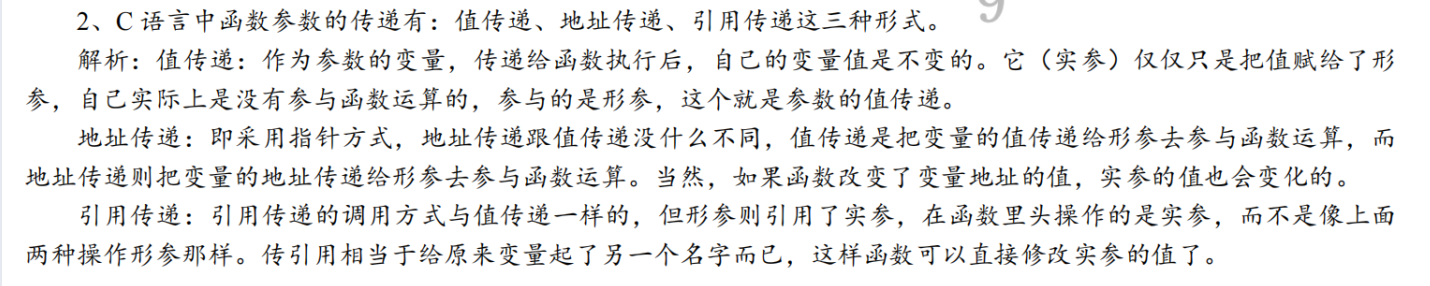 2、C 语言中函数参数的传递有：值传递、地址传递、引用传递这三种形式。
解析：值传递：作为参数的变量，传递给函数执行后，自己的变量值是不变的。它（实参）仅仅只是把值赋给了形
参，自己实际上是没有参与函数运算的，参与的是形参，这个就是参数的值传递。
地址传递：即采用指针方式，地址传递跟值传递没什么不同，值传递是把变量的值传递给形参去参与函数运算，而
地址传递则把变量的地址传递给形参去参与函数运算。当然，如果函数改变了变量地址的值，实参的值也会变化的。
引用传递：引用传递的调用方式与值传递一样的，但形参则引用了实参，在函数里头操作的是实参，而不是像上面
两种操作形参那样。传引用相当于给原来变量起了另一个名字而已，这样函数可以直接修改实参的值了。